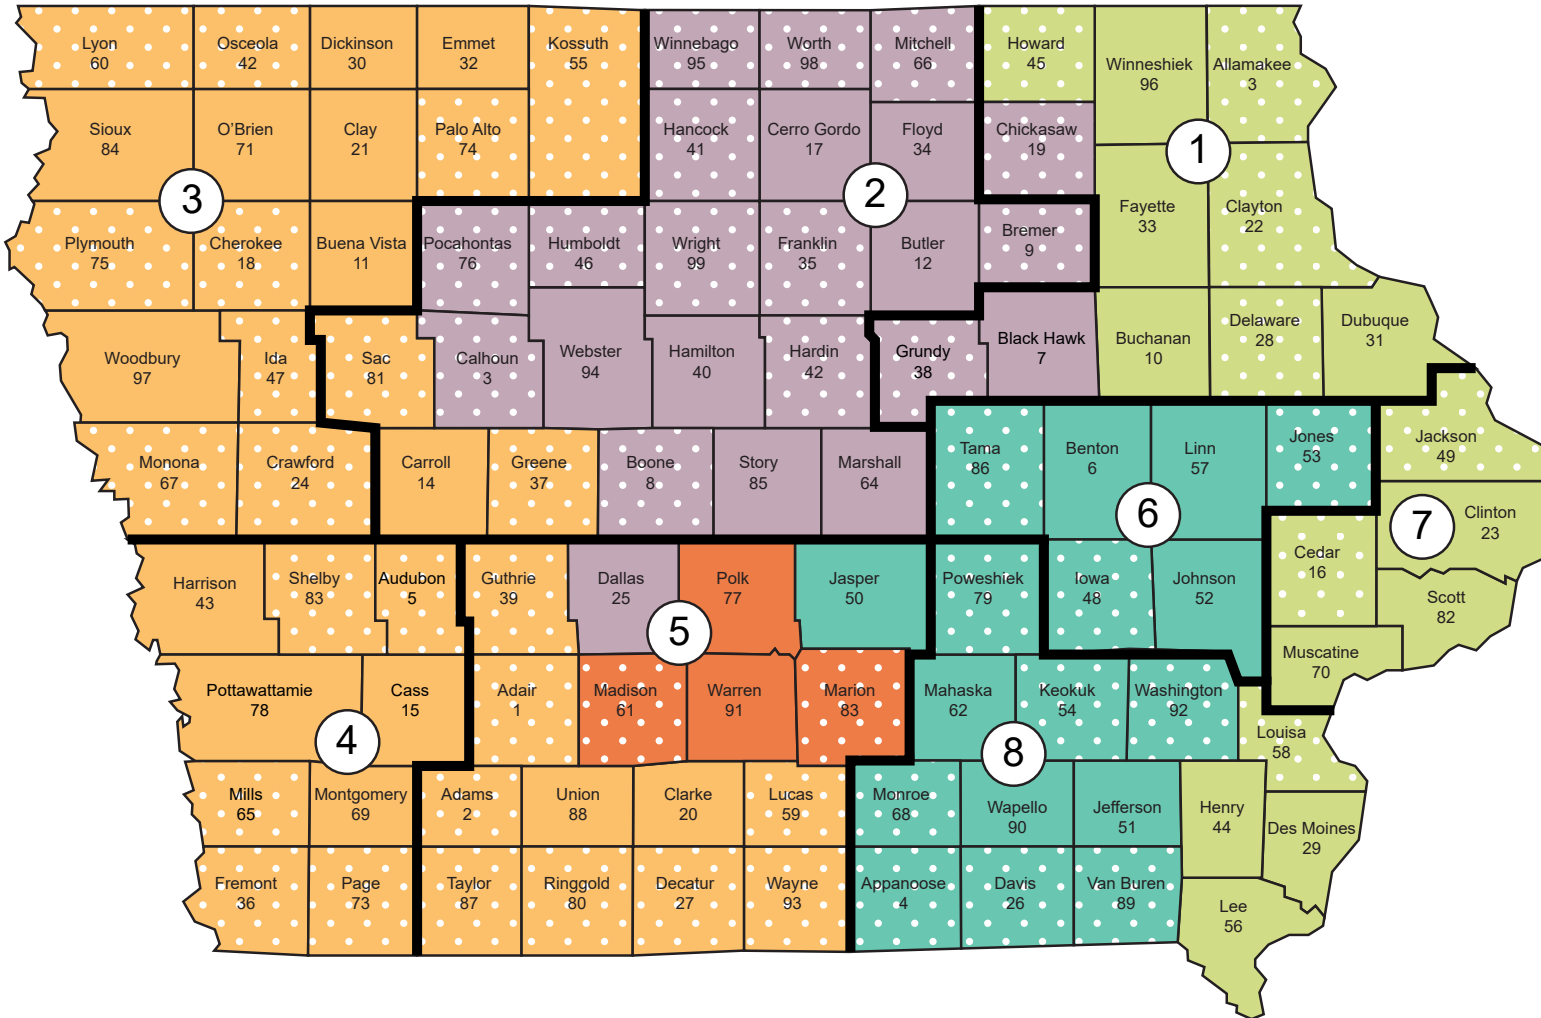 Lyon
60
Osceola
42
Dickinson
30
Emmet
32
Kossuth
55
Winnebago
95
Worth
98
Mitchell
66
Howard
45
Winneshiek
96
Allamakee
3
Sioux
84
O'Brien
71
Clay
21
Palo Alto
74
Hancock
41
Cerro Gordo
17
Floyd
34
Chickasaw
19
1
3
2
Plymouth
75
Cherokee
18
Buena Vista
11
Pocahontas
76
Humboldt
46
Wright
99
Franklin
35
Butler
12
Bremer
9
Fayette
33
Clayton
22
Woodbury
97
Ida
47
Sac
81
Calhoun
3
Webster
94
Hamilton
40
Hardin
42
Grundy
38
Black Hawk
7
Buchanan
10
Delaware
28
Dubuque
31
Monona
67
Crawford
24
Carroll
14
Greene
37
Boone
8
Story
85
Marshall
64
Tama
86
Benton
6
Linn
57
Jones
53
Jackson
49
6
7
Clinton
23
Harrison
43
Shelby
83
Audubon
5
Guthrie
39
Dallas
25
Polk
77
Jasper
50
Poweshiek
79
Iowa
48
Johnson
52
Cedar
16
Scott
82
5
Muscatine
70
Pottawattamie
78
Cass
15
Adair
1
Madison
61
Warren
91
Marion
83
Mahaska
62
Keokuk
54
Washington
92
Louisa
58
4
8
Mills
65
Montgomery
69
Adams
2
Union
88
Clarke
20
Lucas
59
Monroe
68
Wapello
90
Jefferson
51
Henry
44
Des Moines
29
Fremont
36
Page
73
Taylor
87
Ringgold
80
Decatur
27
Wayne
93
Appanoose
4
Davis
26
Van Buren
89
Lee
56